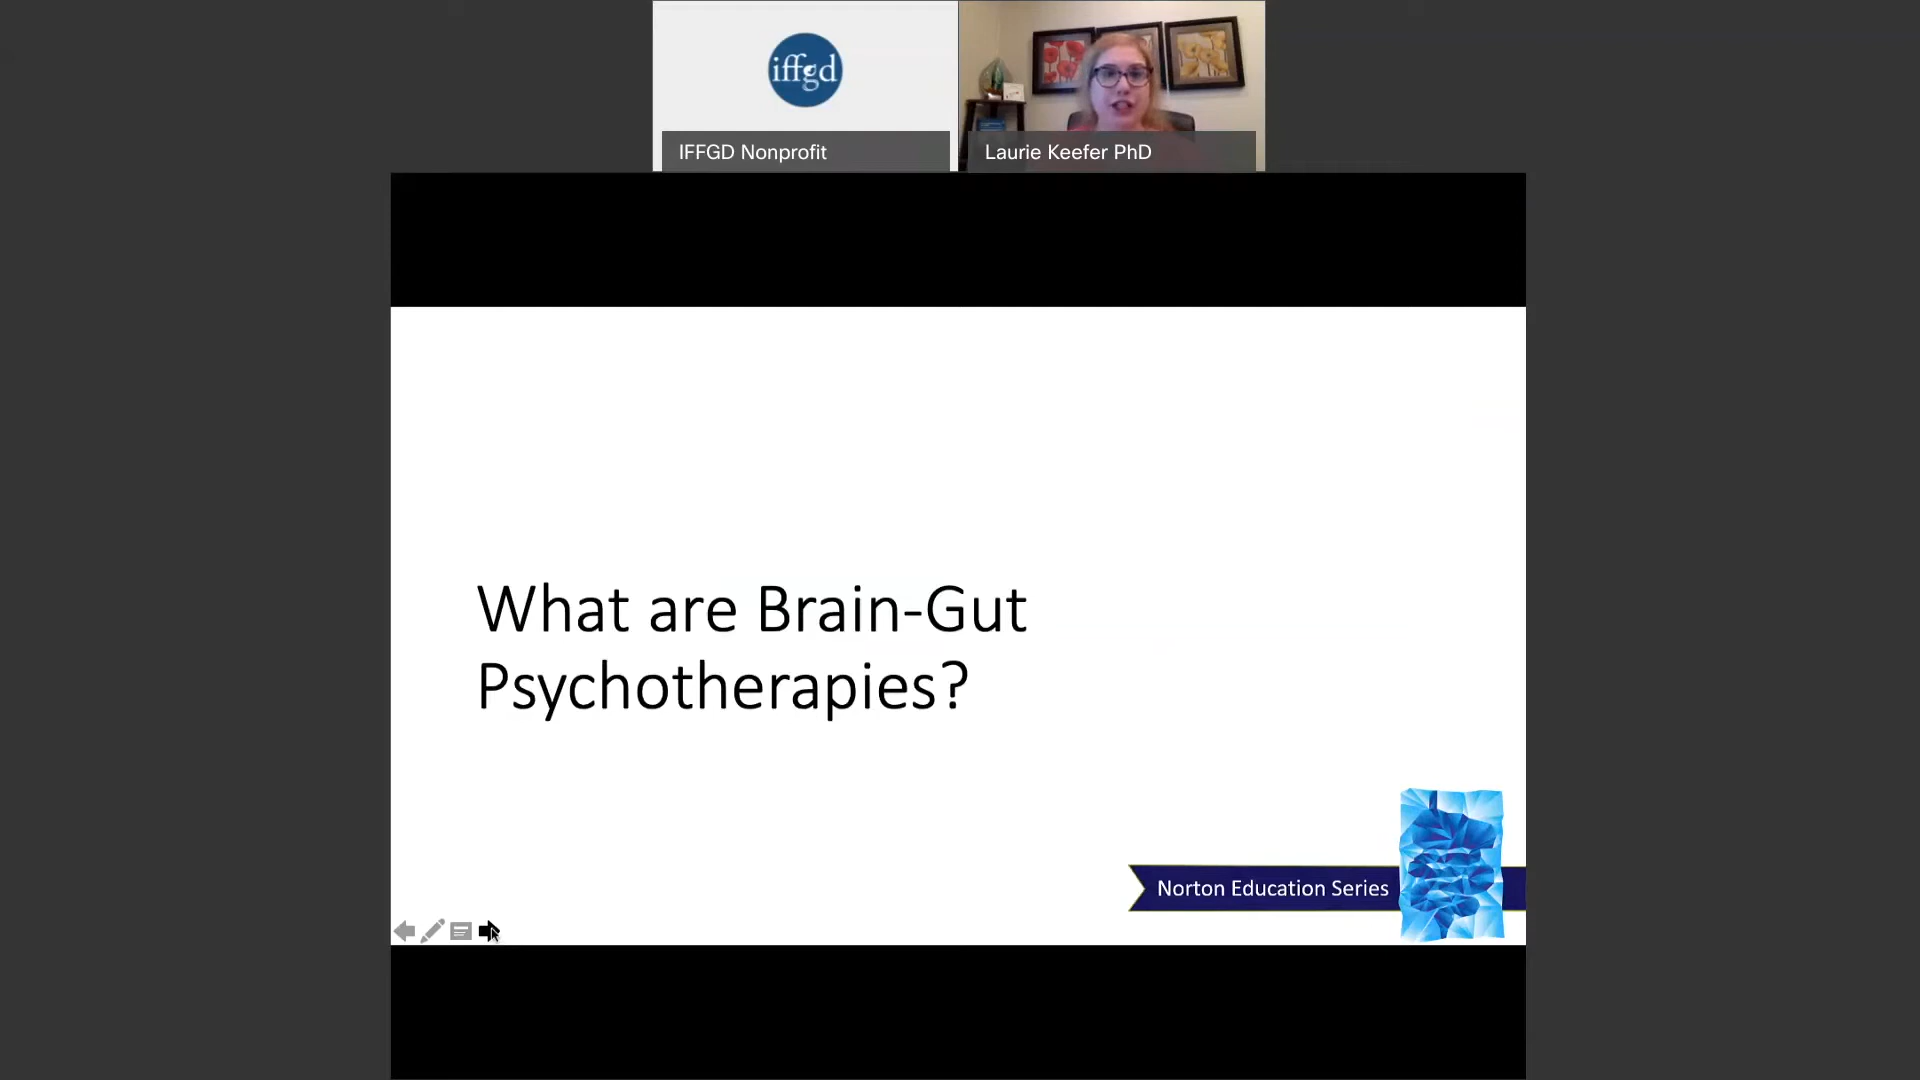 iffgd
IFFGD Nonprofit
Laurie Keefer PhD
What are Brain-Gut
Psychotherapies?
Norton Education Series